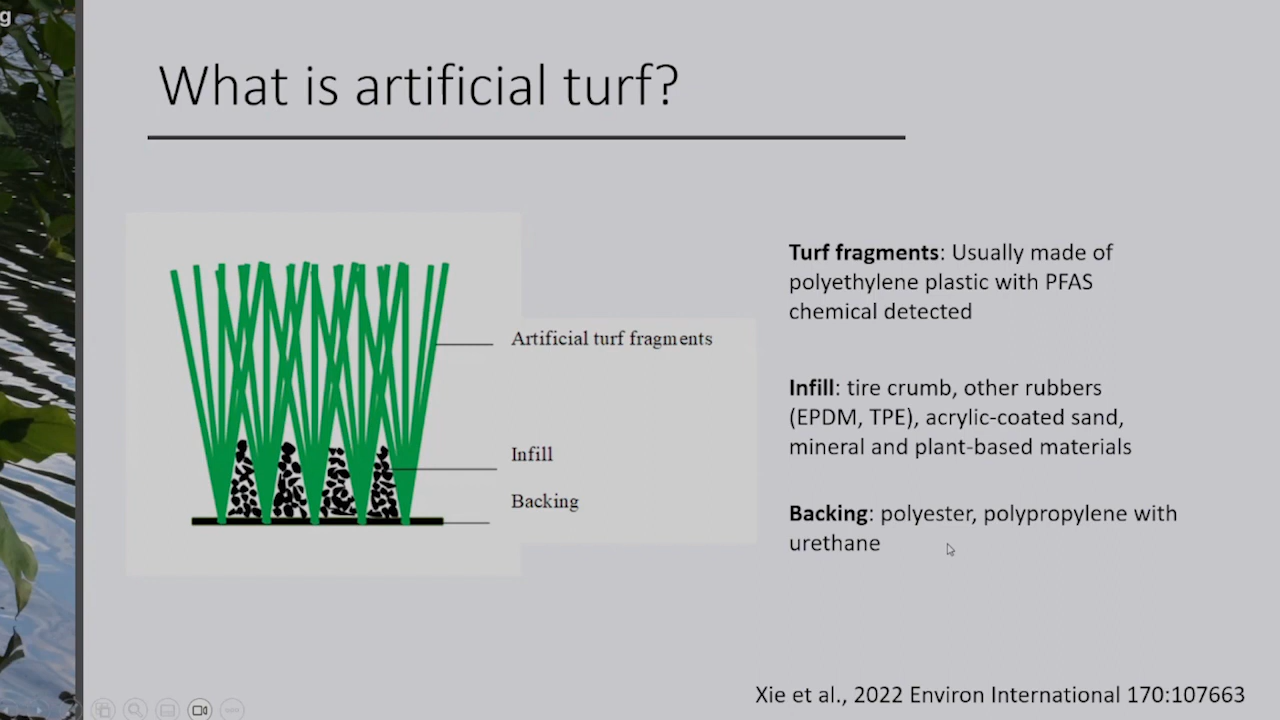 g
What is artificial turf?
Artificial turf fragments
Infill
Backing
Turf fragments: Usually made of
polyethylene plastic with PFAS
chemical detected
Infill: tire crumb, other rubbers
(EPDM, TPE), acrylic-coated sand,
mineral and plant-based materials
Backing: polyester, polypropylene with
urethane
Xie et al., 2022 Environ International 170:107663